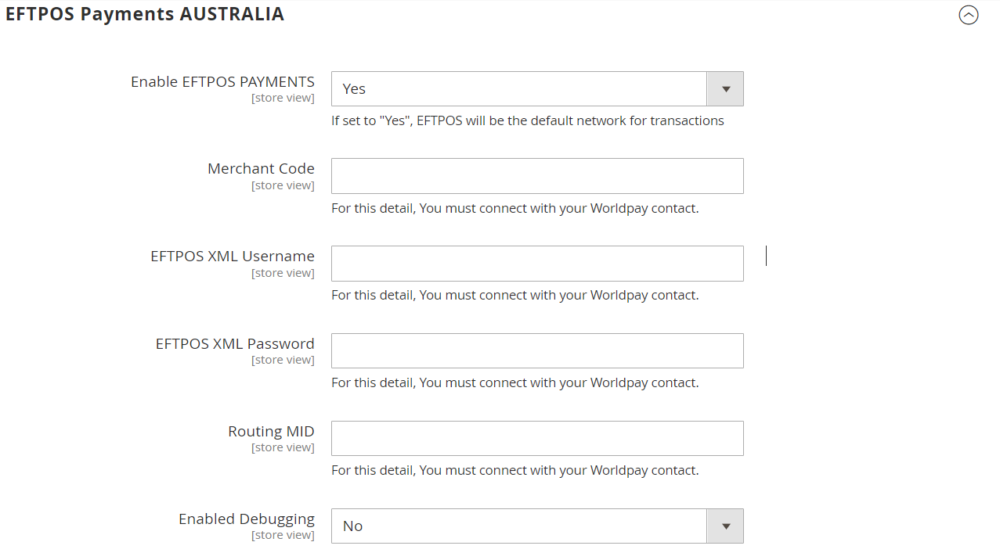 EFTPOS Payments AUSTRALIA
Enable EFTPOS PAYMENTS
[store view]
Yes
If set to "Yes", EFTPOS will be the default network for transactions
Merchant Code
[store view]
For this detail, You must connect with your Worldpay contact.
EFTPOS XML Username
[store view]
For this detail, You must connect with your Worldpay contact.
EFTPOS XML Password
[store view]
For this detail, You must connect with your Worldpay contact.
Routing MID
[store view]
For this detail, You must connect with your Worldpay contact.
Enabled Debugging
[store view]
No